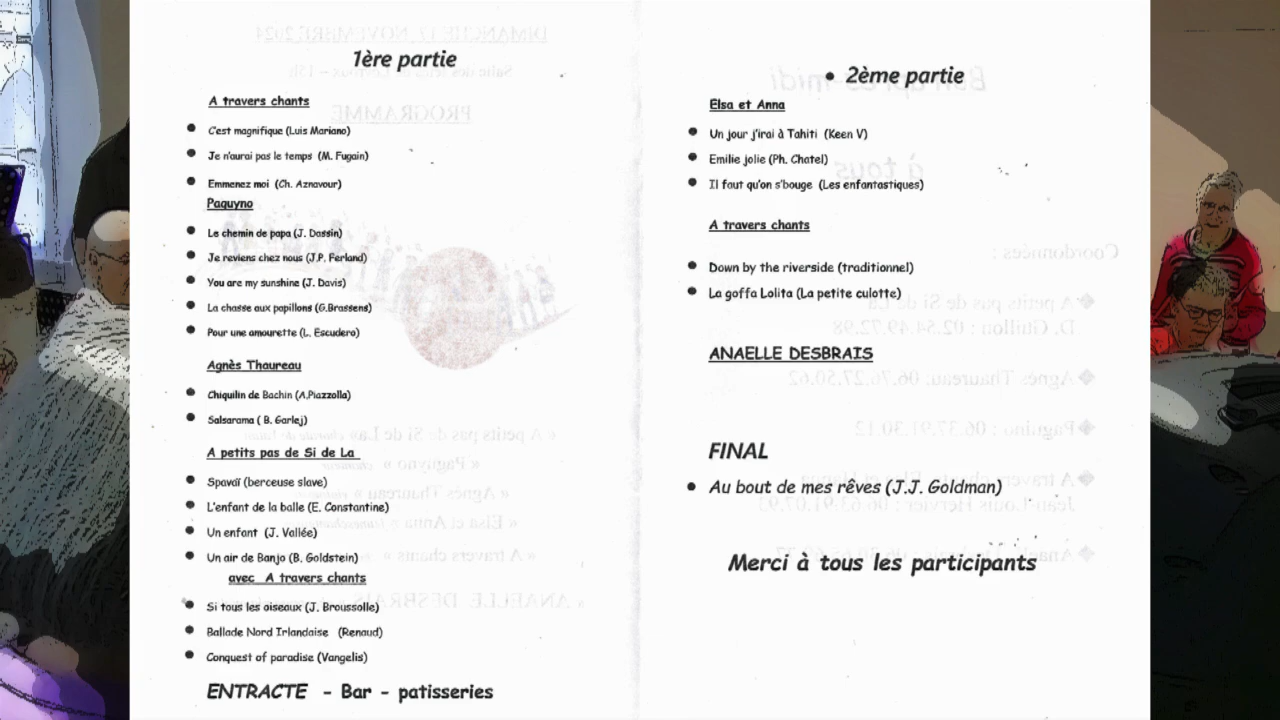 1ère partie
A travers chants
C'est magnifique (Luis Mariano)
Je n'aurai pas le temps (M. Fugain)
Emmenez moi (Ch. Aznavour)
Paquyno
Le chemin de papa (J. Dassin)
Je reviens chez nous (J.P. Ferland)
You are my sunshine (J. Davis)
La chasse aux papillons (G.Brassens)
Pour une amourette (L. Escudero)
Agnès Thaureau
Chiquilin de Bachin (A.Piazzolla)
Salsarama ( B. Garlej)
A petits pas de Si de La
Spavaï (berceuse slave)
L'enfant de la balle (E. Constantine)
Un enfant (J. Vallée)
Un air de Banjo (B. Goldstein)
avec A travers chants
Si tous les oiseaux (J. Broussolle)
Ballade Nord Irlandaise (Renaud)
Conquest of paradise (Vangelis)
ENTRACTE - Bar - patisseries
2ème partie
Elsa et Anna
Un jour j'irai à Tahiti (Keen V)
Emilie jolie (Ph. Chatel)
Il faut qu'on s'bouge (Les enfantastiques)
A travers chants
Down by the riverside (traditionnel)
La goffa Lolita (La petite culotte)
ANAELLE DESBRAIS
FINAL
Au bout de mes rêves (J.J. Goldman)
Merci à tous les participants